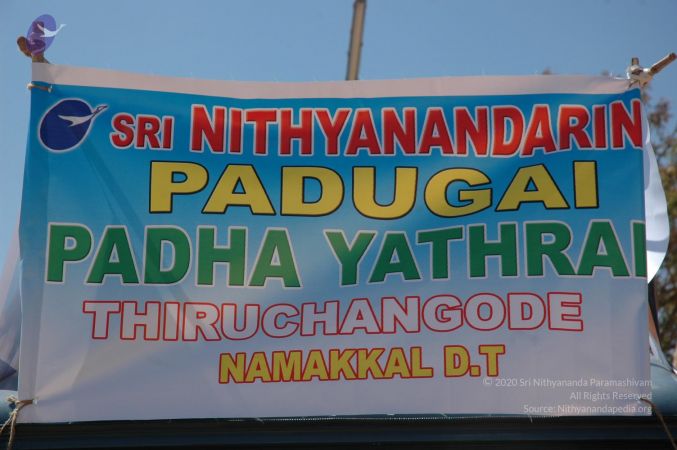 SRI NITHYANANDARIN
PADUGAI
PADHA YATHRAI
THIRUCHANGODE
NAMAKKAL D.T
© 2020 Sri Nithyananda Paramashivam
All Rights Reserved
Source: Nithyanandapedia.org